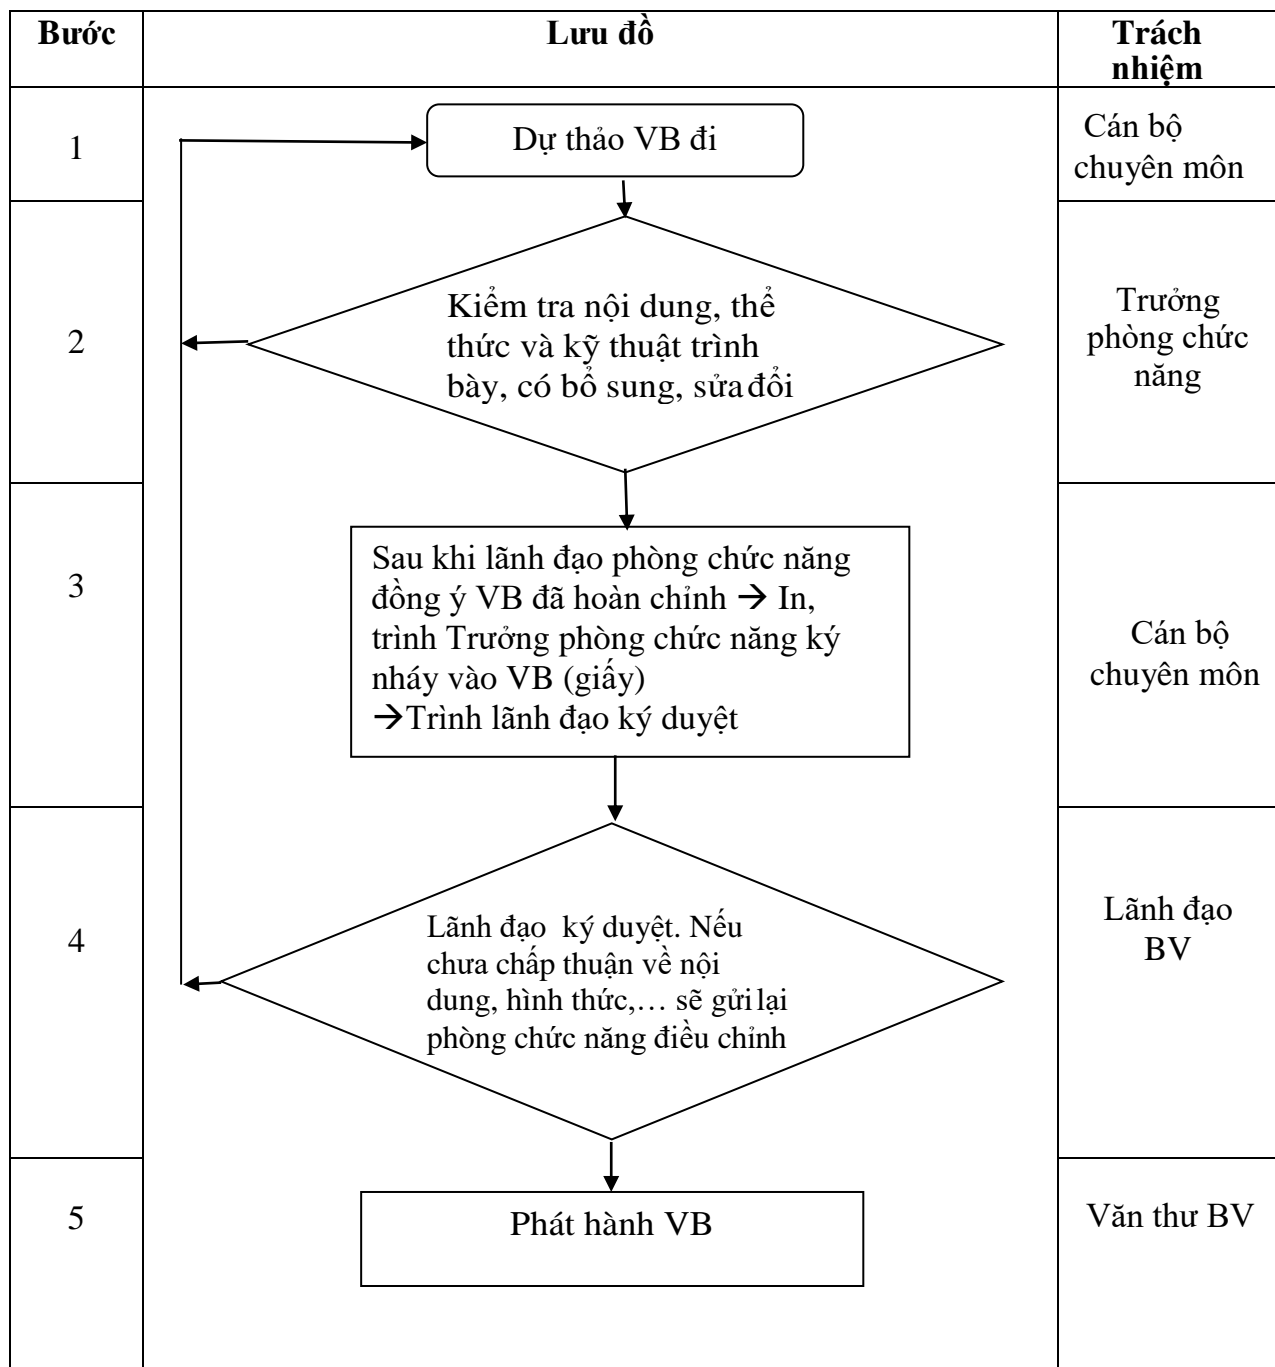 Bước
Lưu đồ
Trách
nhiệm
1
Dự thảo VB đi
Cán bộ
chuyên môn
2
Kiểm tra nội dung, thể
thức và kỹ thuật trình
bày, có bổ sung, sửa đổi
Trưởng
phòng chức
năng
3
Sau khi lãnh đạo phòng chức năng
đồng ý VB đã hoàn chỉnh → In,
trình Trưởng phòng chức năng ký
nháy vào VB (giấy)
→Trình lãnh đạo ký duyệt
Cán bộ
chuyên môn
4
Lãnh đạo ký duyệt. Nếu
chưa chấp thuận về nội
dung, hình thức,… sẽ gửi lại
phòng chức năng điều chỉnh
Lãnh đạo
BV
5
Phát hành VB
Văn thư BV